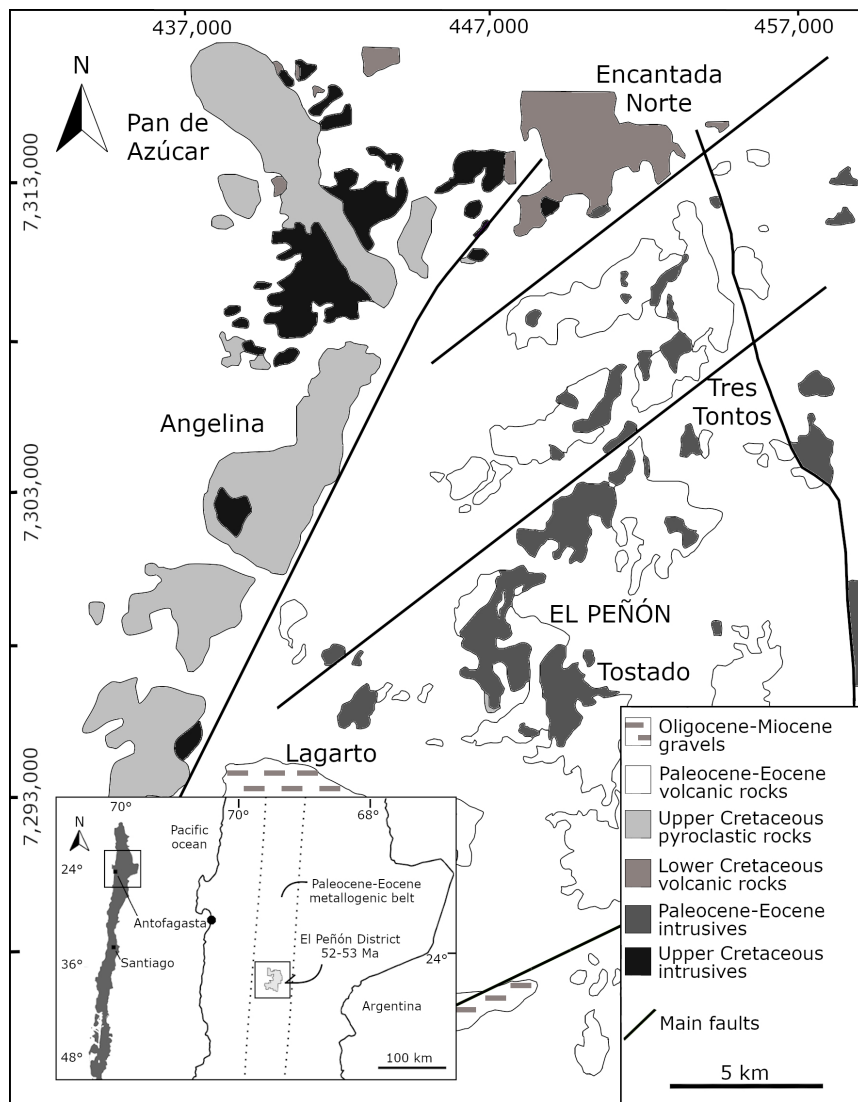 437,000
447,000
457,000
N
Encantada
Norte
Pan de
Azúcar
7,313,000
Angelina
Tres
Tontos
7,303,000
EL PEÑÓN
Tostado
Lagarto
7,293,000
Oligocene-Miocene
gravels
Paleocene-Eocene
volcanic rocks
Upper Cretaceous
pyroclastic rocks
Lower Cretaceous
volcanic rocks
Paleocene-Eocene
intrusives
Upper Cretaceous
intrusives
Main faults
5 km
70°
N
24°
Antofagasta
Santiago
36°
48°
70°
68°
Pacific
ocean
Paleocene-Eocene
metallogenic belt
El Peñón District
52-53 Ma
24°
Argentina
100 km